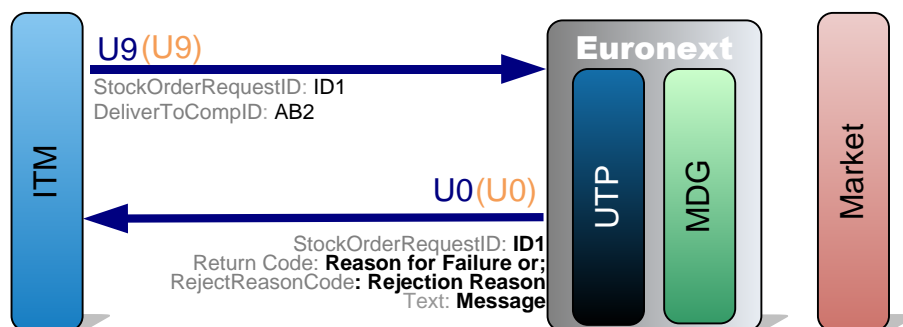 ITM
U9(U9)
StockOrderRequestID: ID1
DeliverToCompID: AB2
U0(U0)
StockOrderRequestID: ID1
Return Code: Reason for Failure or;
RejectReasonCode: Rejection Reason
Text: Message
Euronext
UTP
MDG
Market